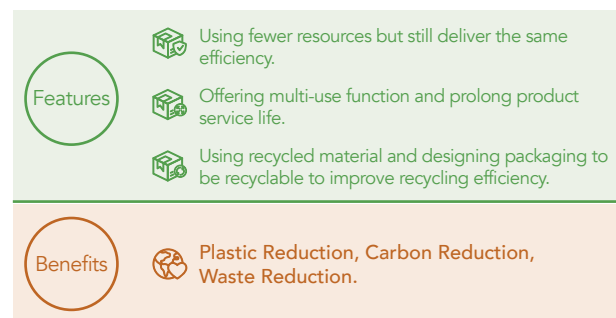 Features
Using fewer resources but still deliver the same
efficiency.
Offering multi-use function and prolong product
service life.
Using recycled material and designing packaging to
be recyclable to improve recycling efficiency.
Benefits
Plastic Reduction, Carbon Reduction,
Waste Reduction.